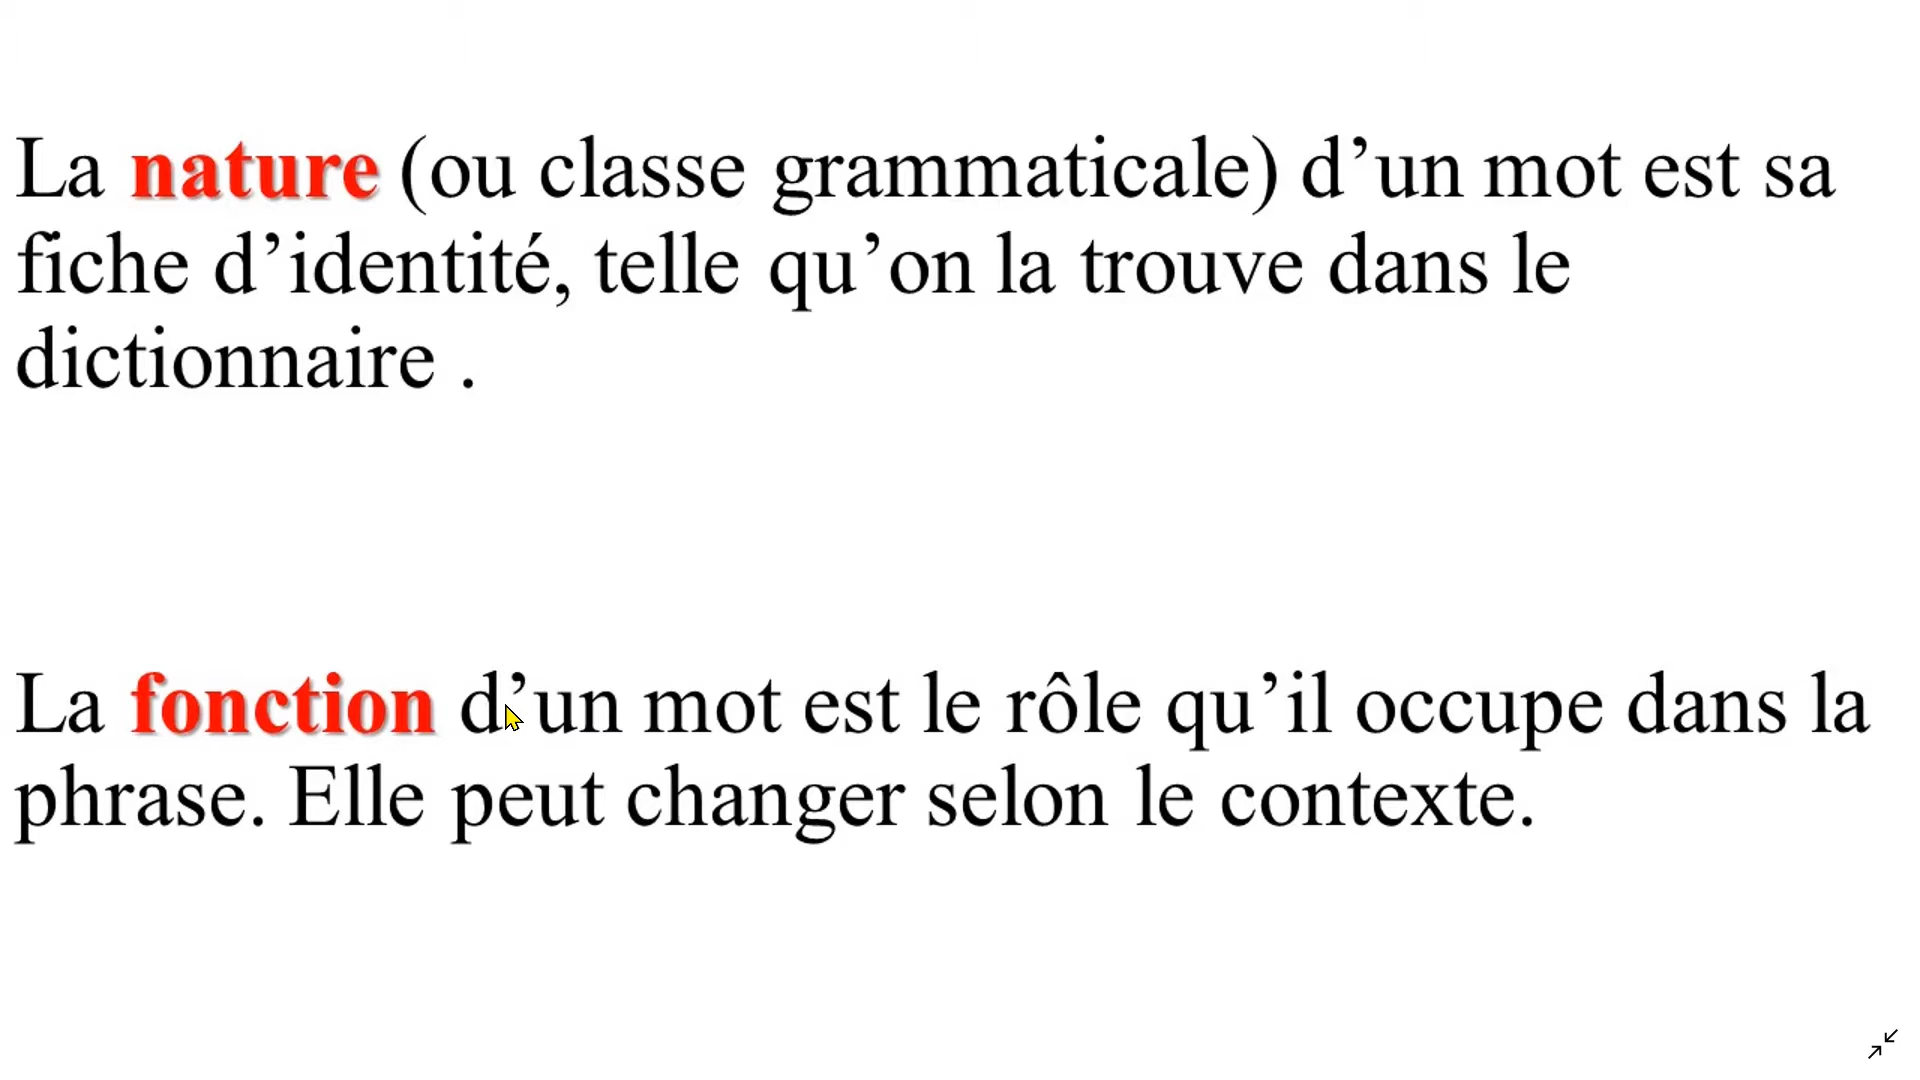 La nature (ou classe grammaticale) d’un mot est sa
fiche d’identité, telle qu’on la trouve dans le
dictionnaire .
La fonction d’un mot est le rôle qu’il occupe dans la
phrase. Elle peut changer selon le contexte.